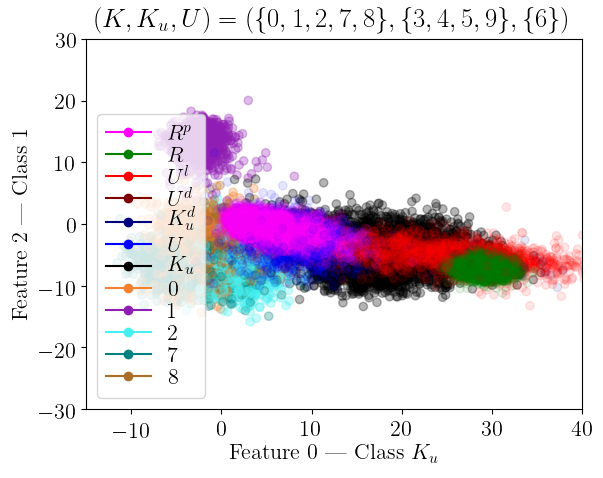 (K, K_u, U) = ({0, 1, 2, 7, 8}, {3, 4, 5, 9}, {6})
30
20
10
0
−10
−20
−30
Feature 2 — Class 1
R^p
R
U^l
U^d
K_u^d
U
K_u
0
1
2
7
8
−10 0 10 20 30 40
Feature 0 — Class K_u